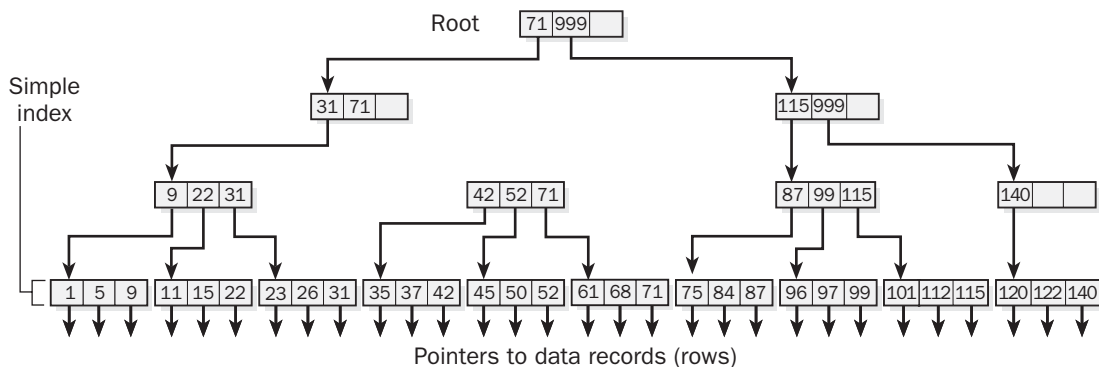 Root
71 999
Simple
index
31 71
115 999
9 22 31
42 52 71
87 99 115
140
1 5 9
11 15 22
23 26 31
35 37 42
45 50 52
61 68 71
75 84 87
96 97 99
101 112 115
120 122 140
Pointers to data records (rows)